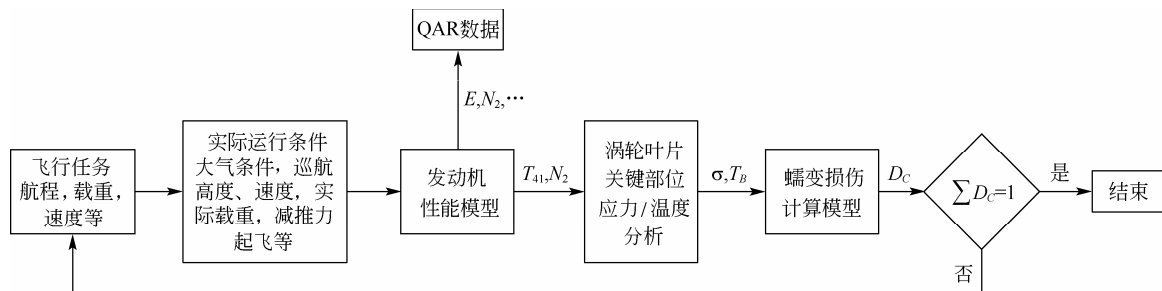 QAR数据
E,N₂,…
飞行任务
航程，载重，
速度等
实际运行条件
大气条件，巡航
高度、速度，实
际载重，减推力
起飞等
发动机
性能模型
T₄₁,N₂
涡轮叶片
关键部位
应力/温度
分析
σ,T_B
蠕变损伤
计算模型
D_C
∑D_C=1
是
结束
否